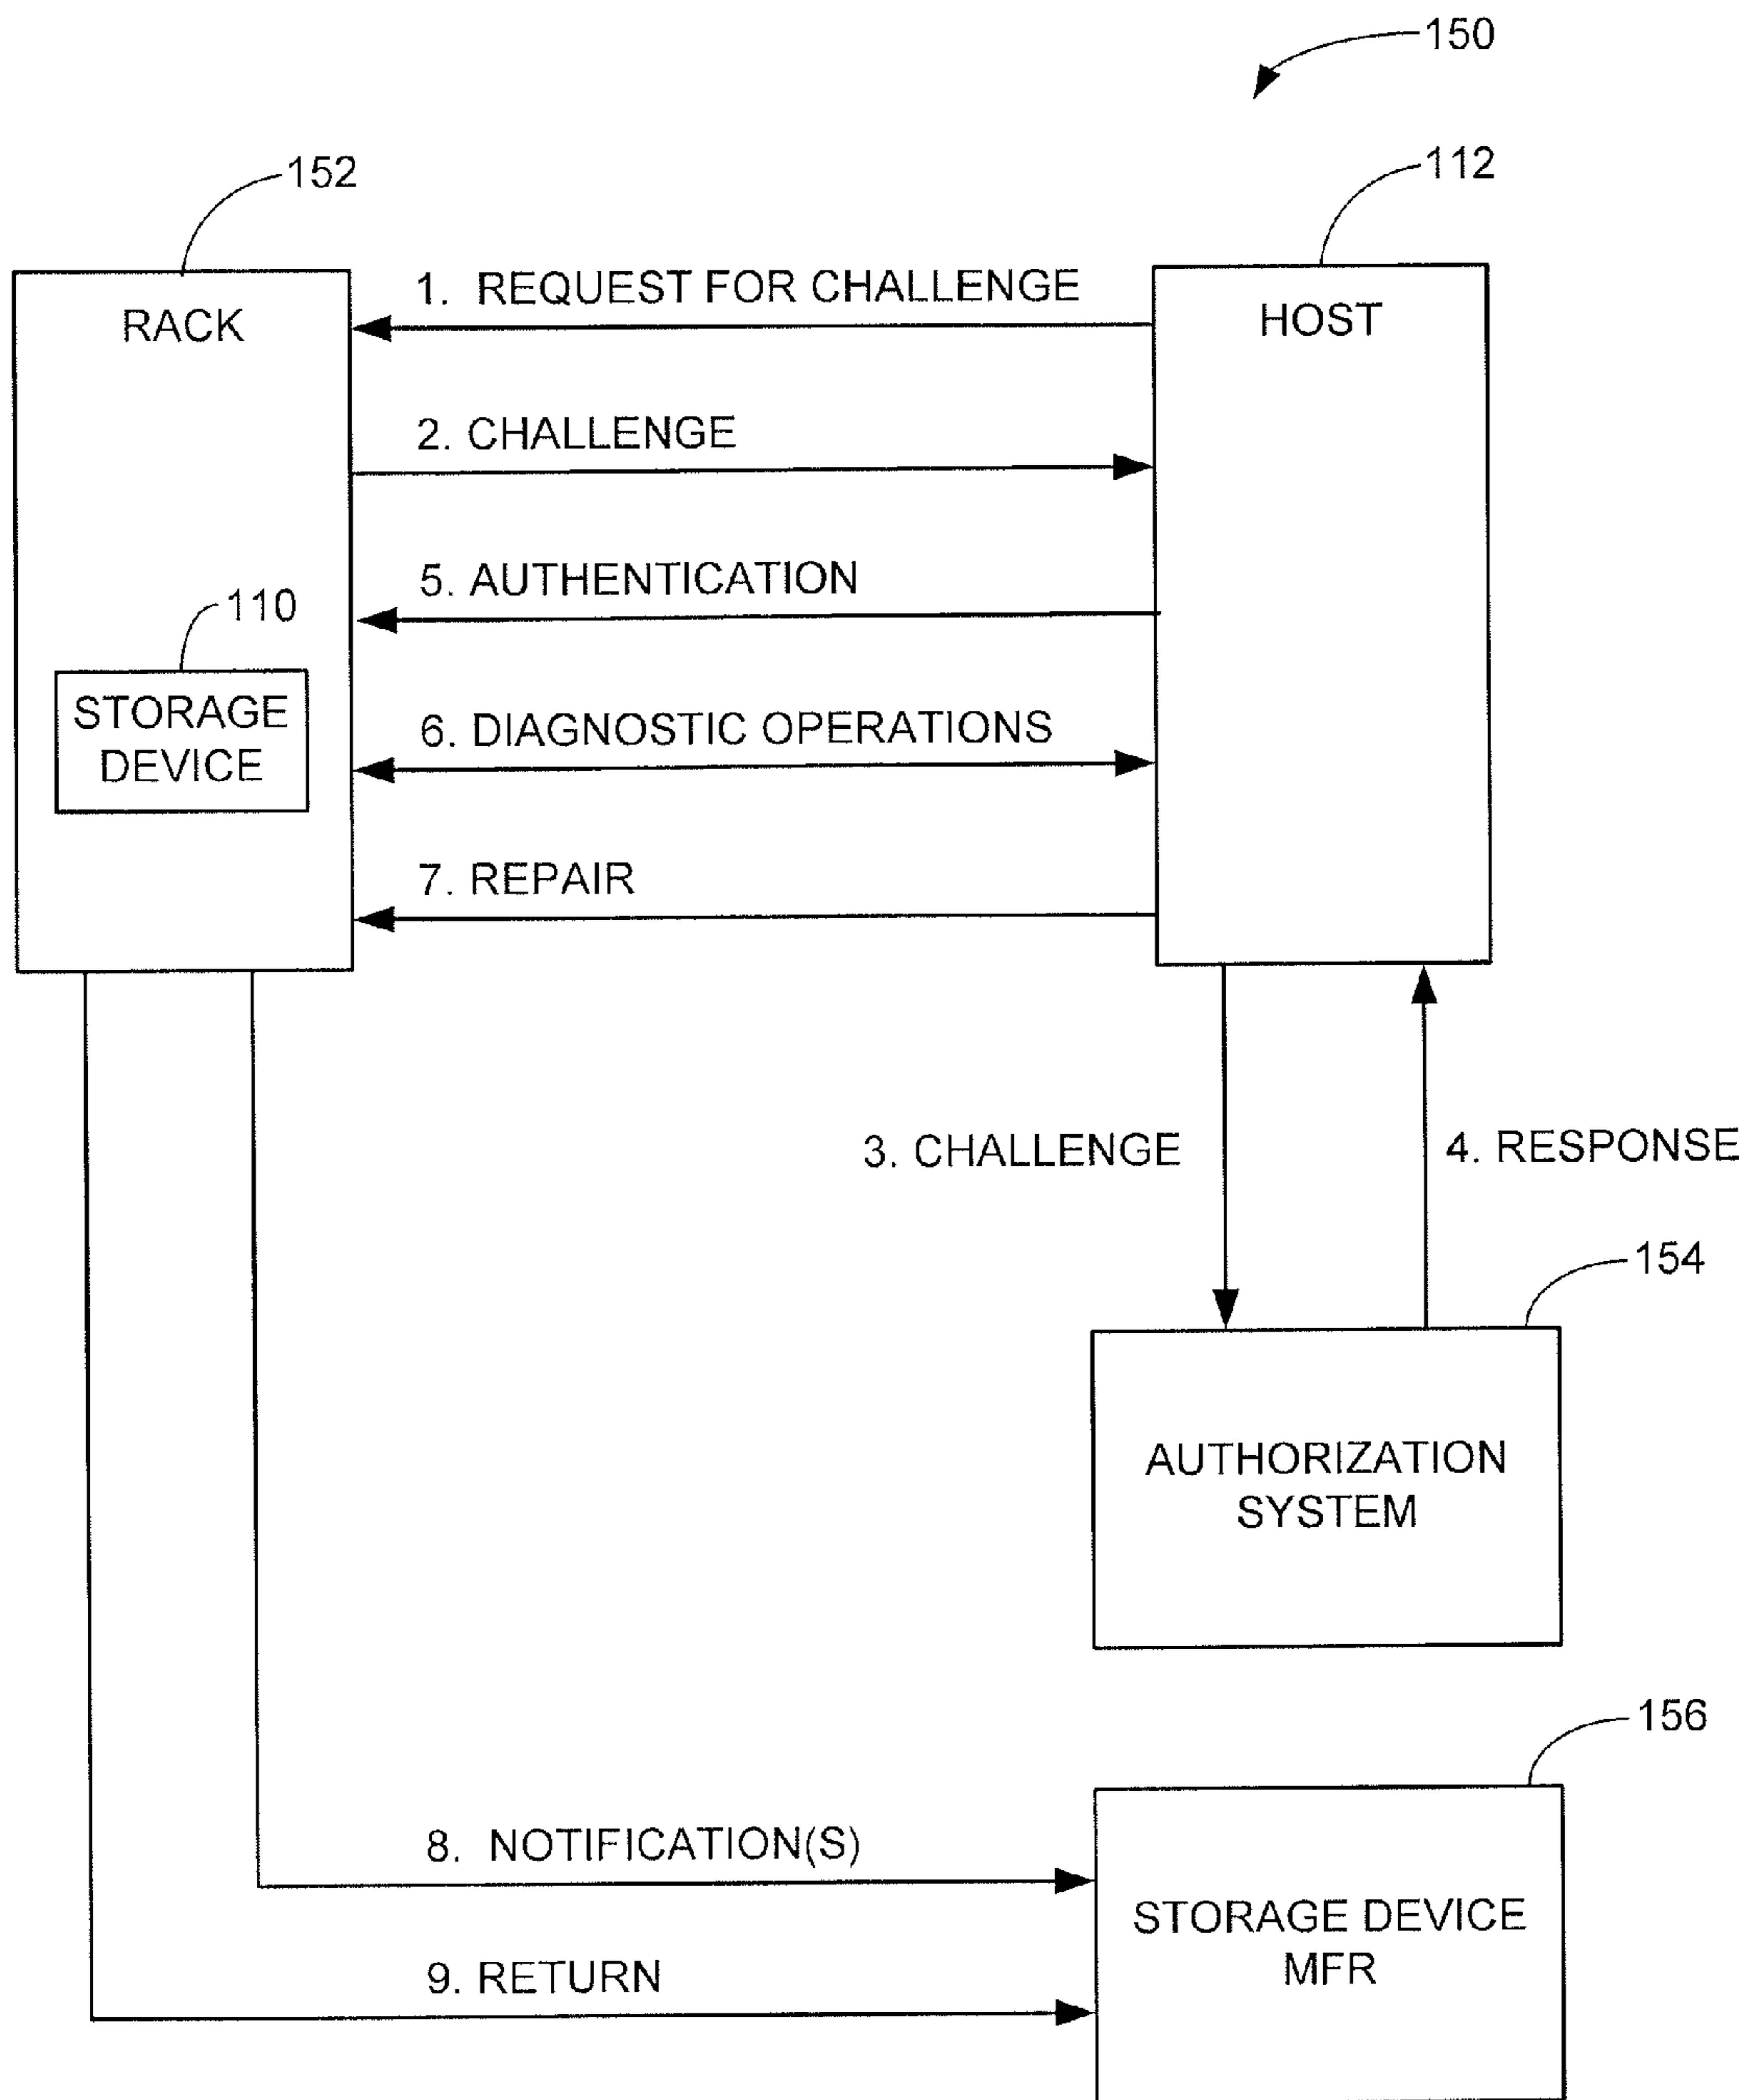 150
152
112
RACK
1. REQUEST FOR CHALLENGE
HOST
2. CHALLENGE
5. AUTHENTICATION
110
STORAGE
DEVICE
6. DIAGNOSTIC OPERATIONS
7. REPAIR
3. CHALLENGE
4. RESPONSE
154
AUTHORIZATION
SYSTEM
156
8. NOTIFICATION(S)
STORAGE DEVICE
MFR
9. RETURN